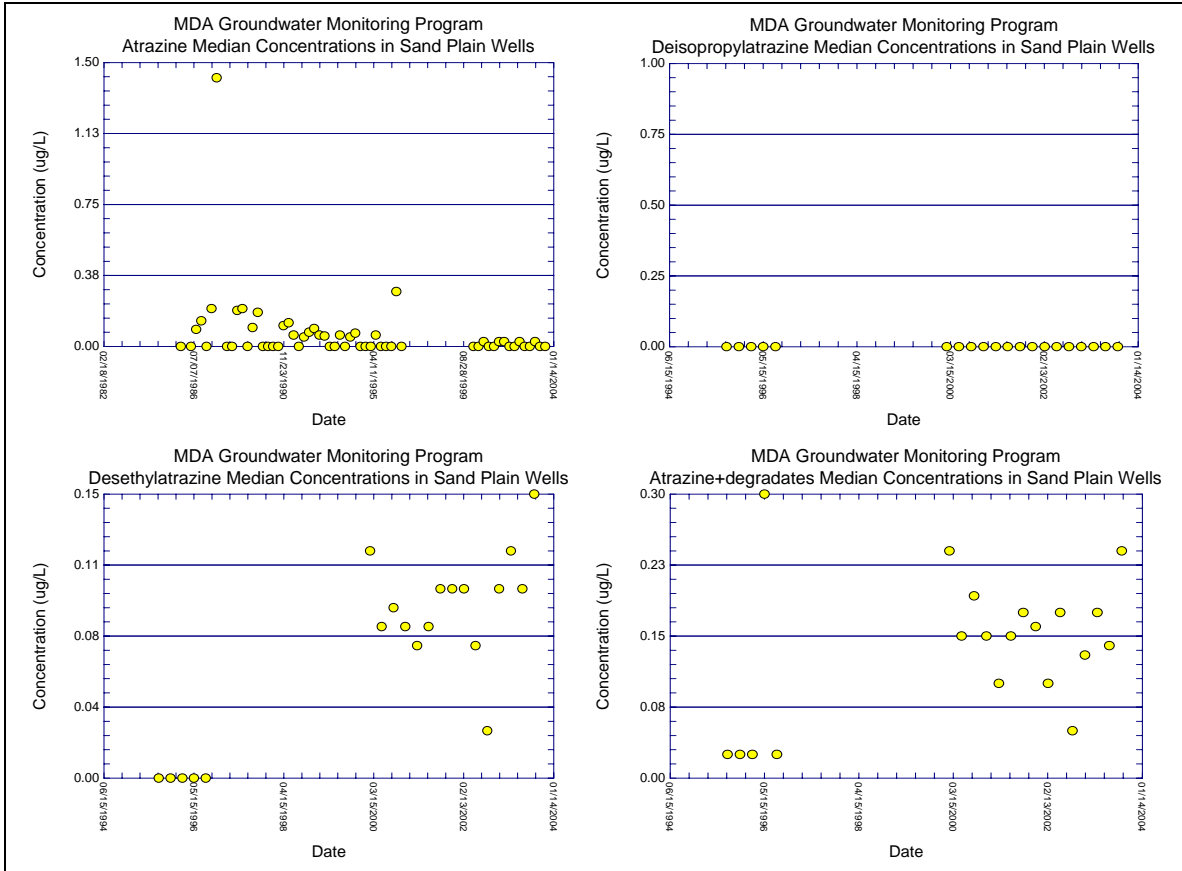 MDA Groundwater Monitoring Program
Atrazine Median Concentrations in Sand Plain Wells
Concentration (ug/L)
1.50
1.13
0.75
0.38
0.00
02/18/1982
07/07/1986
11/23/1990
04/11/1995
08/28/1999
01/14/2004
Date
MDA Groundwater Monitoring Program
Deisopropylatrazine Median Concentrations in Sand Plain Wells
Concentration (ug/L)
1.00
0.75
0.50
0.25
0.00
06/15/1994
05/15/1996
04/15/1998
03/15/2000
02/13/2002
01/14/2004
Date
MDA Groundwater Monitoring Program
Desethylatrazine Median Concentrations in Sand Plain Wells
Concentration (ug/L)
0.15
0.11
0.08
0.04
0.00
06/15/1994
05/15/1996
04/15/1998
03/15/2000
02/13/2002
01/14/2004
Date
MDA Groundwater Monitoring Program
Atrazine+degradates Median Concentrations in Sand Plain Wells
Concentration (ug/L)
0.30
0.23
0.15
0.08
0.00
06/15/1994
05/15/1996
04/15/1998
03/15/2000
02/13/2002
01/14/2004
Date